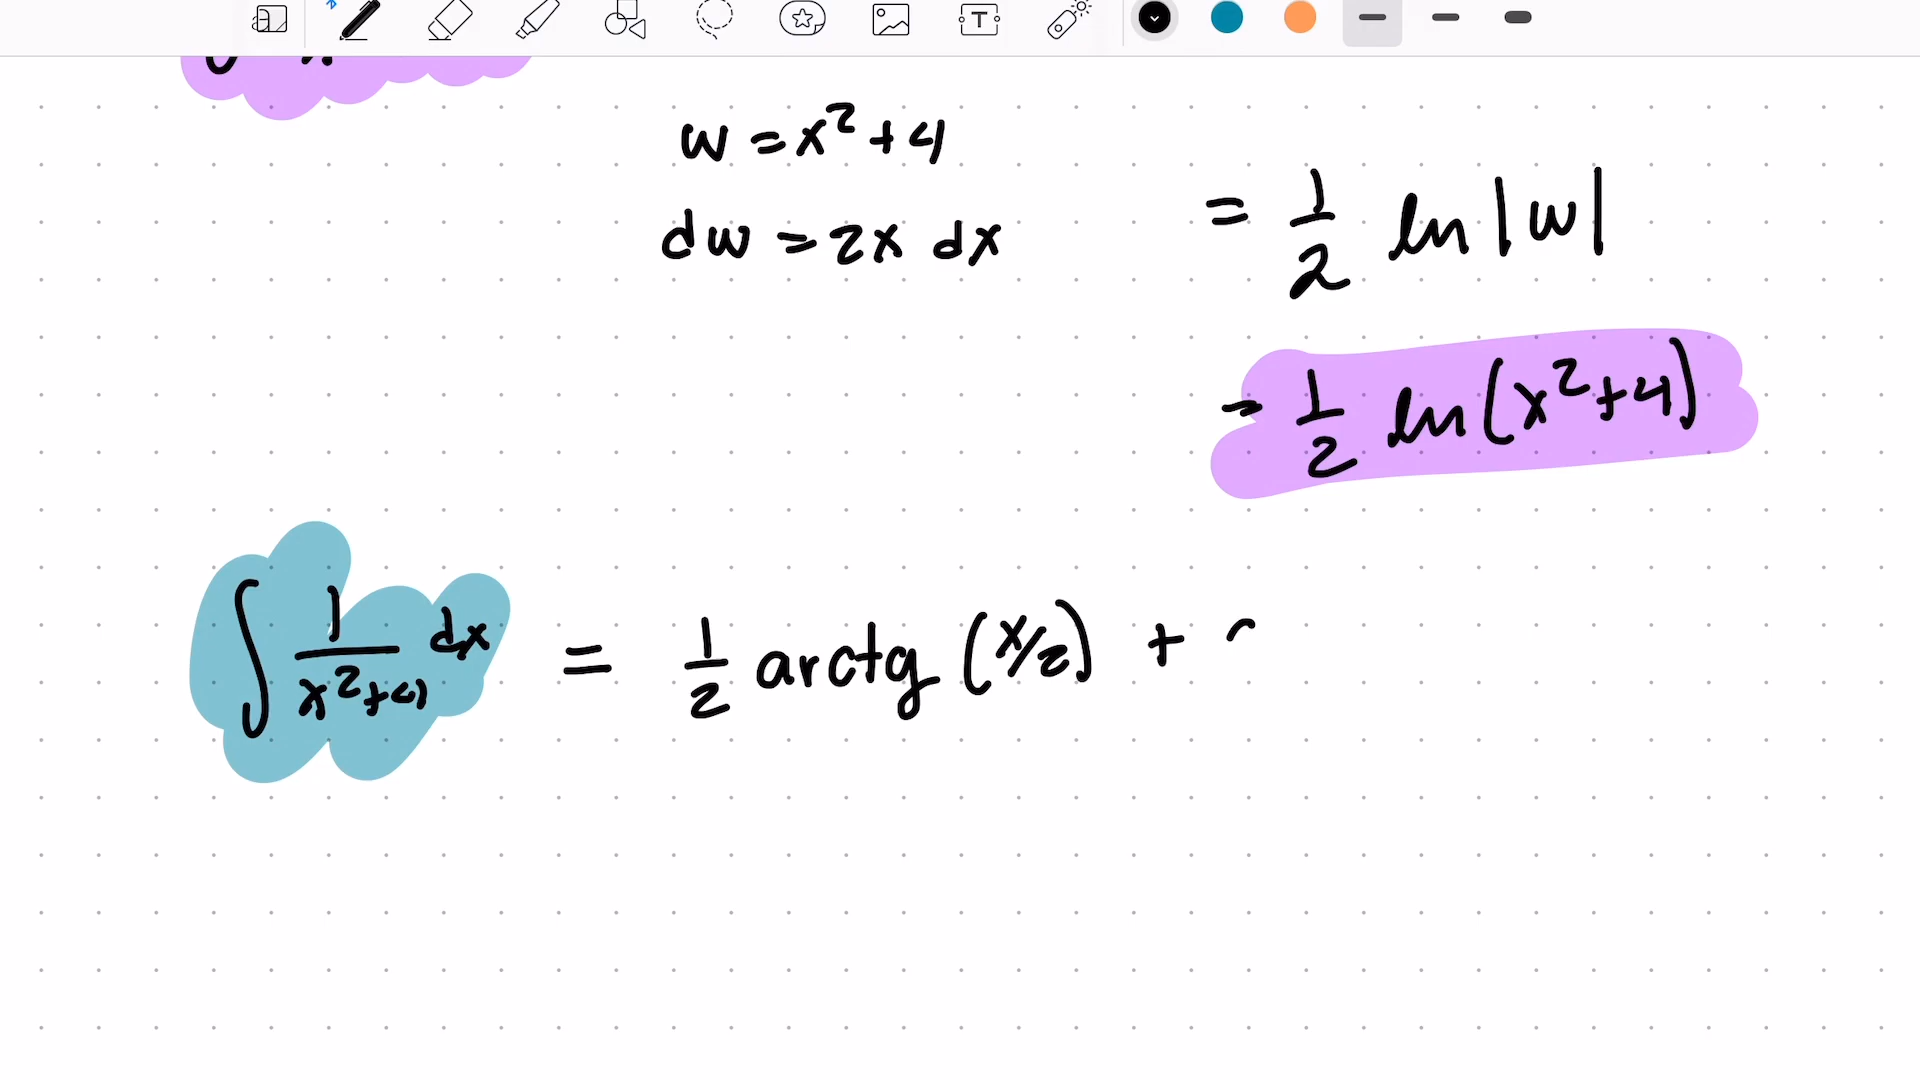 w = x² + 4
dw = 2x dx
= 1/2 ln|w|
= 1/2 ln(x²+4)
∫ 1/(x²+4) dx = 1/2 arctg (x/2) +